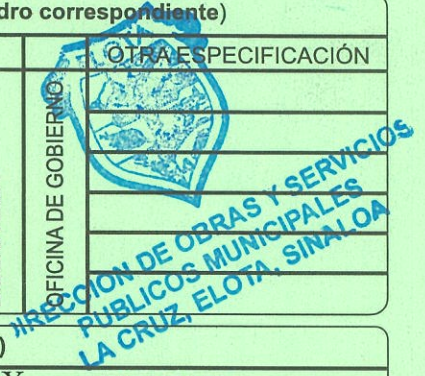 dro correspondiente)
OTRA ESPECIFICACIÓN
OFICINA DE GOBIERNO
DIRECCION DE OBRAS Y SERVICIOS
PUBLICOS MUNICIPALES
LA CRUZ, ELOTA, SINALOA
)